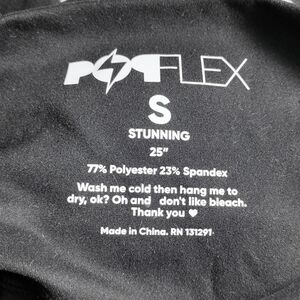 POPFLEX
S
STUNNING
25"
77% Polyester 23% Spandex
Wash me cold then hang me to
dry, ok? Oh and don't like bleach.
Thank you ♥
Made in China. RN 131291